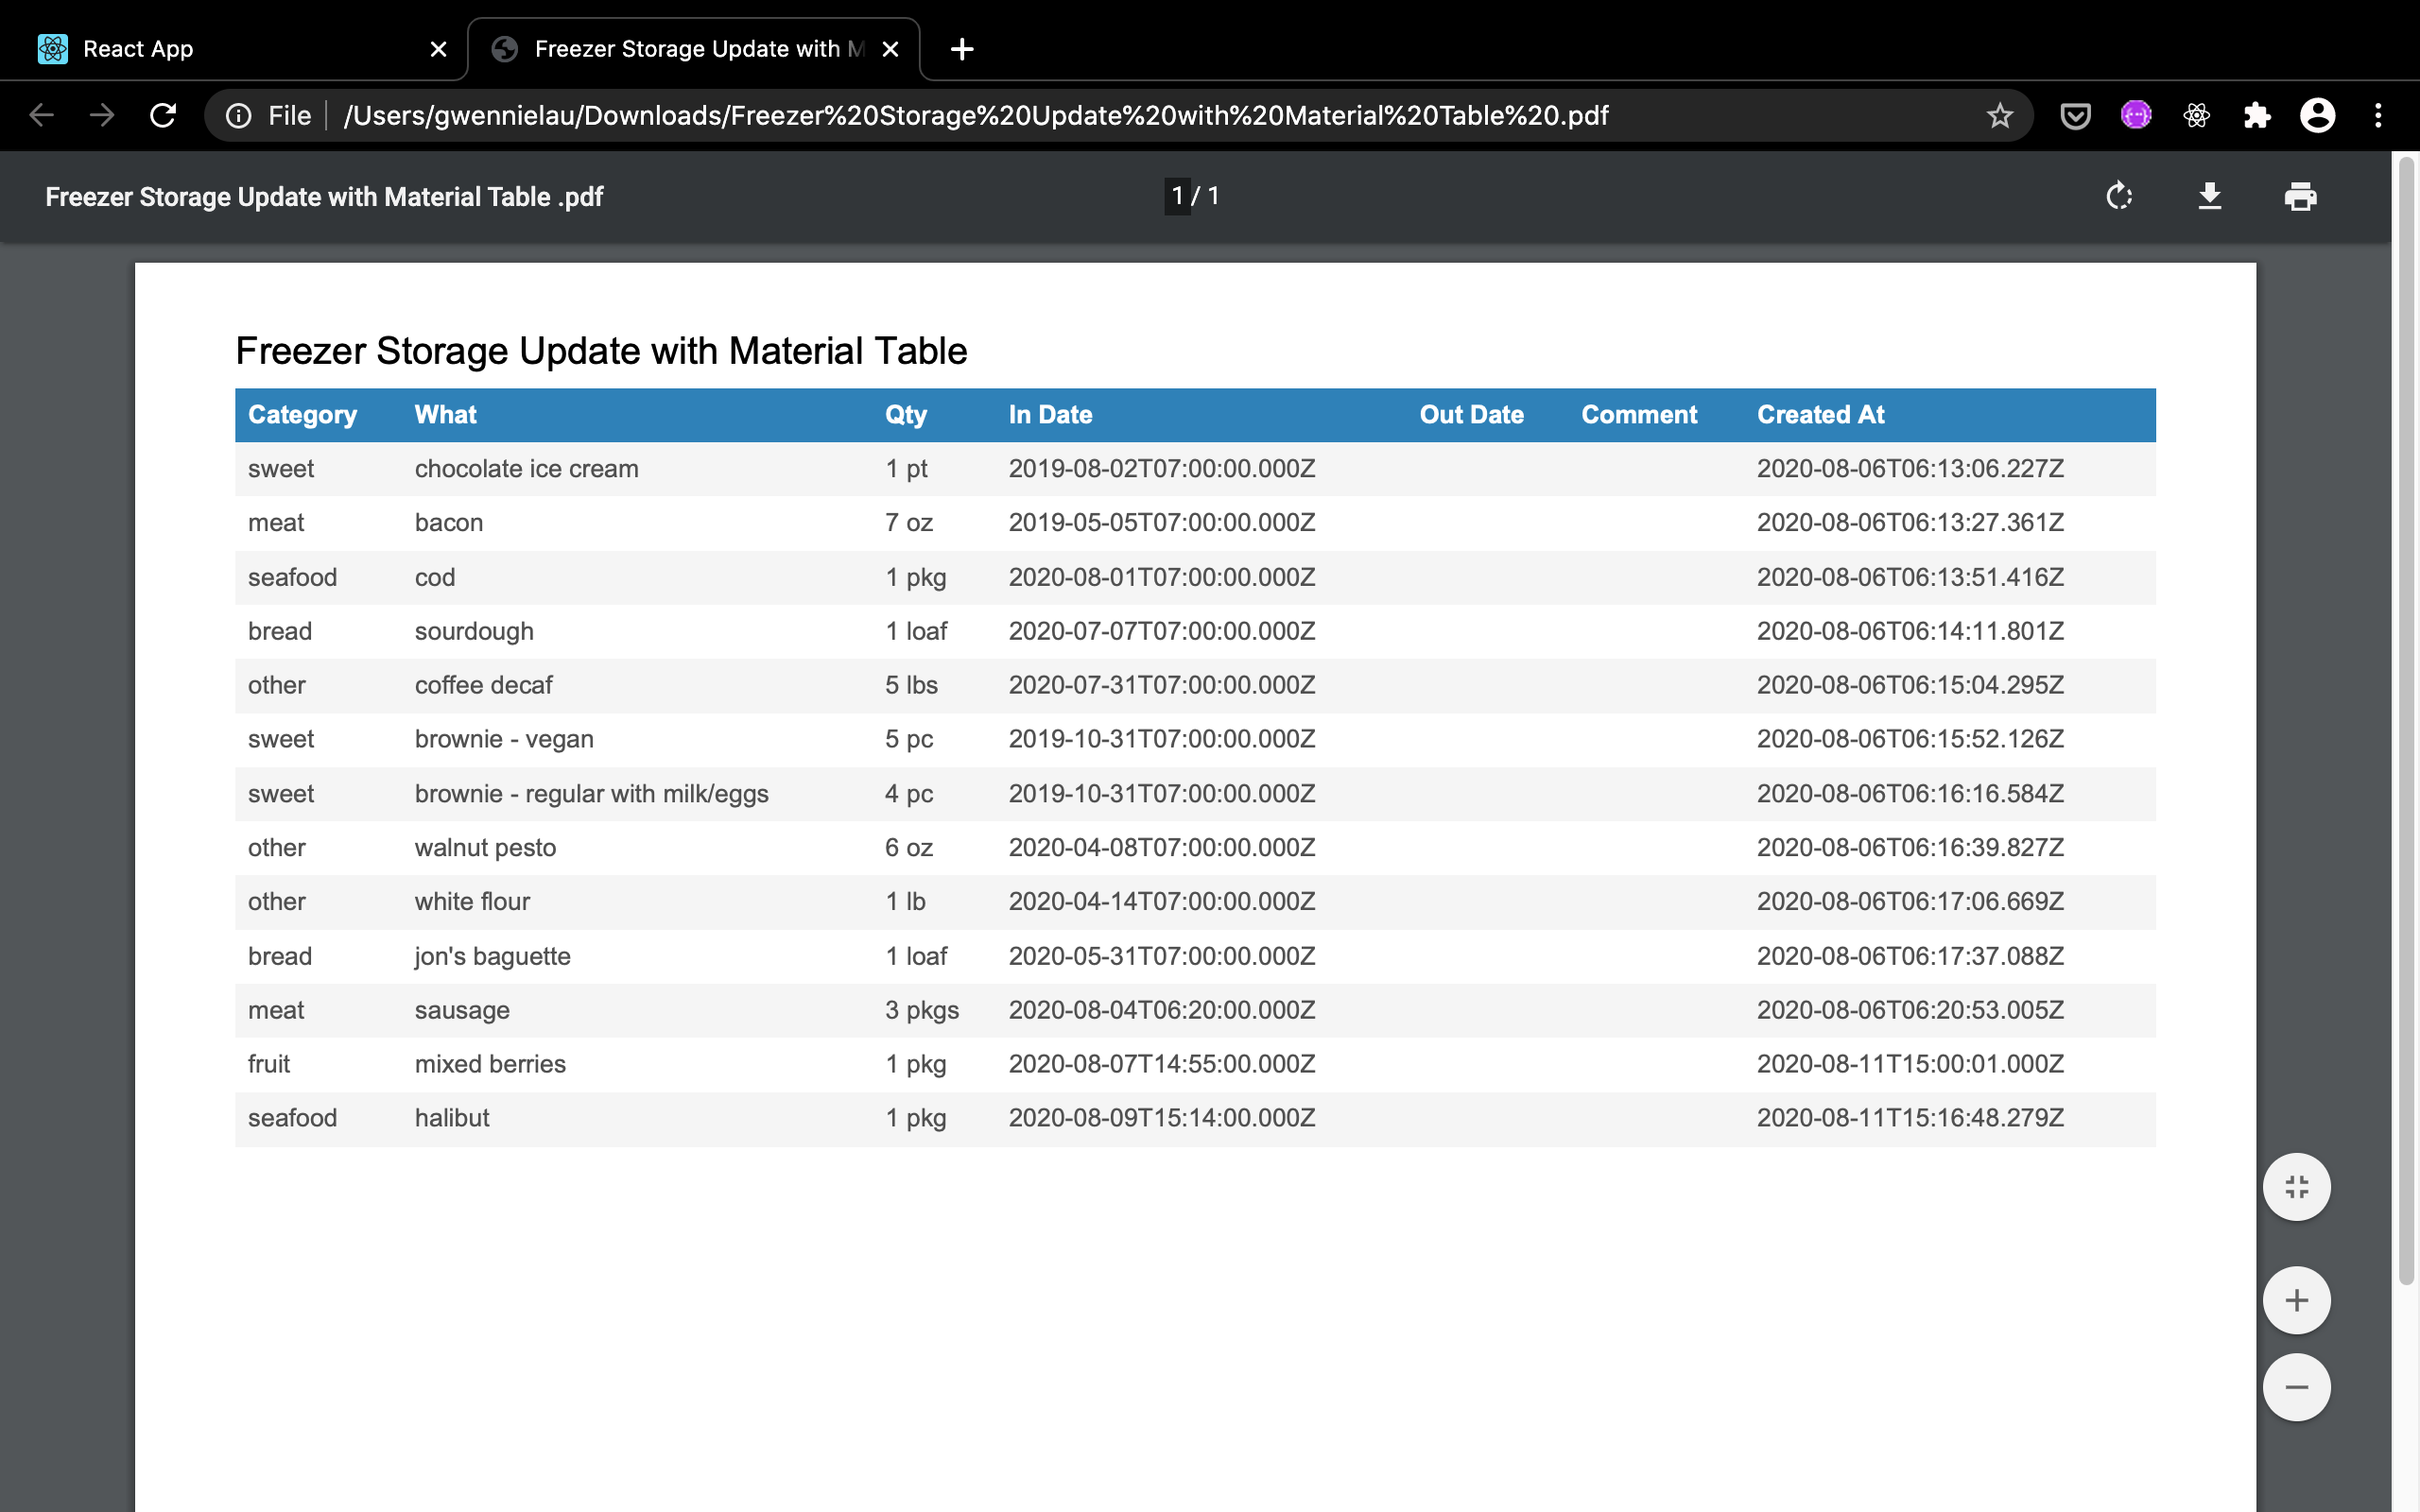 React App
Freezer Storage Update with M
File /Users/gwennielau/Downloads/Freezer%20Storage%20Update%20with%20Material%20Table%20.pdf
Freezer Storage Update with Material Table .pdf 1 / 1
Freezer Storage Update with Material Table
Category What Qty In Date Out Date Comment Created At
sweet chocolate ice cream 1 pt 2019-08-02T07:00:00.000Z 2020-08-06T06:13:06.227Z
meat bacon 7 oz 2019-05-05T07:00:00.000Z 2020-08-06T06:13:27.361Z
seafood cod 1 pkg 2020-08-01T07:00:00.000Z 2020-08-06T06:13:51.416Z
bread sourdough 1 loaf 2020-07-07T07:00:00.000Z 2020-08-06T06:14:11.801Z
other coffee decaf 5 lbs 2020-07-31T07:00:00.000Z 2020-08-06T06:15:04.295Z
sweet brownie - vegan 5 pc 2019-10-31T07:00:00.000Z 2020-08-06T06:15:52.126Z
sweet brownie - regular with milk/eggs 4 pc 2019-10-31T07:00:00.000Z 2020-08-06T06:16:16.584Z
other walnut pesto 6 oz 2020-04-08T07:00:00.000Z 2020-08-06T06:16:39.827Z
other white flour 1 lb 2020-04-14T07:00:00.000Z 2020-08-06T06:17:06.669Z
bread jon's baguette 1 loaf 2020-05-31T07:00:00.000Z 2020-08-06T06:17:37.088Z
meat sausage 3 pkgs 2020-08-04T06:20:00.000Z 2020-08-06T06:20:53.005Z
fruit mixed berries 1 pkg 2020-08-07T14:55:00.000Z 2020-08-11T15:00:01.000Z
seafood halibut 1 pkg 2020-08-09T15:14:00.000Z 2020-08-11T15:16:48.279Z